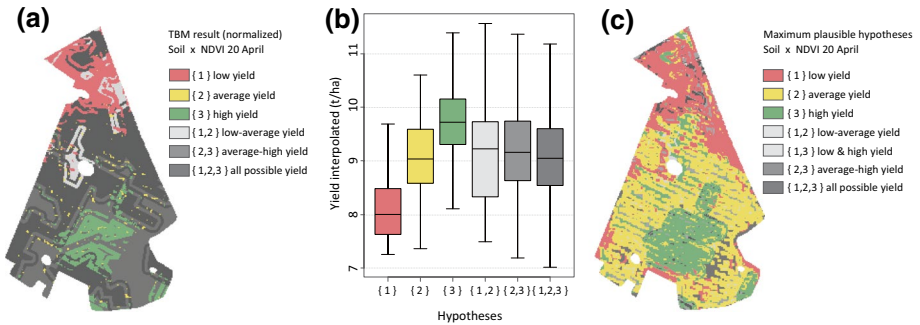 (a)
TBM result (normalized)
Soil x NDVI 20 April
{ 1 } low yield
{ 2 } average yield
{ 3 } high yield
{ 1,2 } low-average yield
{ 2,3 } average-high yield
{ 1,2,3 } all possible yield
(b)
Yield interpolated (t/ha)
11
10
9
8
7
{ 1 }
{ 2 }
{ 3 }
{ 1,2 }
{ 2,3 }
{ 1,2,3 }
Hypotheses
(c)
Maximum plausible hypotheses
Soil x NDVI 20 April
{ 1 } low yield
{ 2 } average yield
{ 3 } high yield
{ 1,2 } low-average yield
{ 1,3 } low & high yield
{ 2,3 } average-high yield
{ 1,2,3 } all possible yield